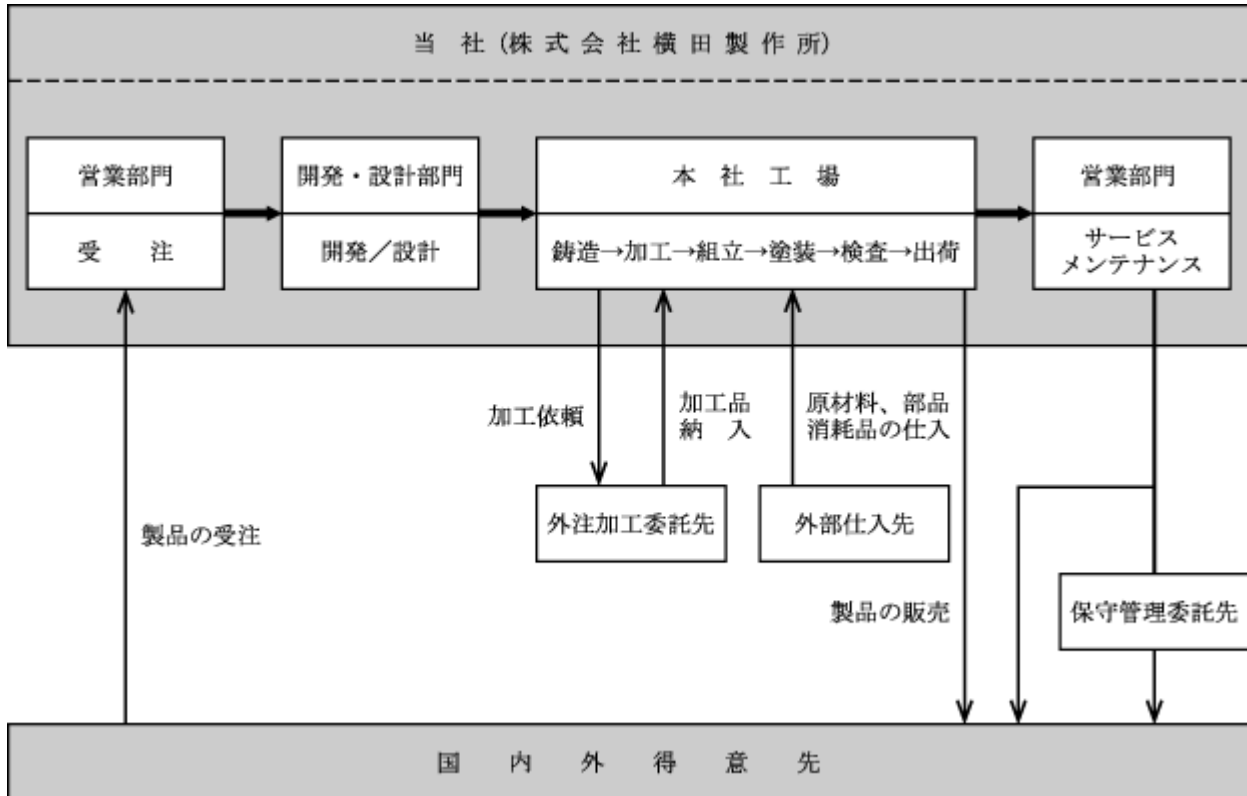 当社(株式会社横田製作所)
営業部門
受注
開発・設計部門
開発／設計
本社工場
鋳造→加工→組立→塗装→検査→出荷
営業部門
サービス
メンテナンス
加工依頼
加工品
納入
原材料、部品
消耗品の仕入
外注加工委託先
外部仕入先
製品の受注
製品の販売
保守管理委託先
国内外得意先